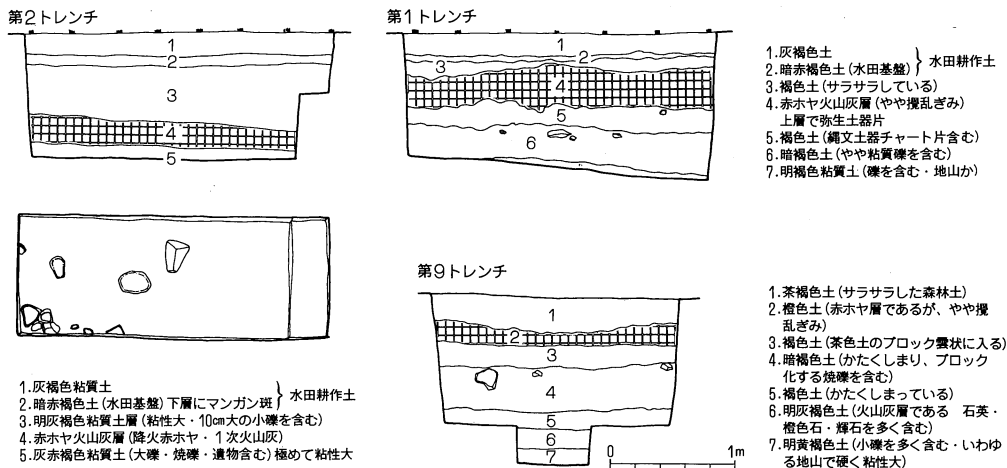 第2トレンチ
1
2
3
4
5
1.灰褐色粘質土
2.暗赤褐色土(水田基盤)下層にマンガン斑 } 水田耕作土
3.明灰褐色粘質土層(粘性大・10cm大の小礫を含む)
4.赤ホヤ火山灰層(降火赤ホヤ・1次火山灰)
5.灰赤褐色粘質土(大礫・焼礫・遺物含む)極めて粘性大
第1トレンチ
1
2
3
4
5
6
1.灰褐色土
2.暗赤褐色土(水田基盤) } 水田耕作土
3.褐色土(サラサラしている)
4.赤ホヤ火山灰層(やや攪乱ぎみ)
上層で弥生土器片
5.褐色土(縄文土器チャート片含む)
6.暗褐色土(やや粘質礫を含む)
7.明褐色粘質土(礫を含む・地山か)
第9トレンチ
1
2
3
4
5
6
7
0 1m
1.茶褐色土(サラサラした森林土)
2.橙色土(赤ホヤ層であるが、やや攪
乱ぎみ)
3.褐色土(茶色土のブロック雲状に入る)
4.暗褐色土(かたくしまり、ブロック
化する焼礫を含む)
5.褐色土(かたくしまっている)
6.明灰褐色土(火山灰層である 石英・
橙色石・輝石を多く含む)
7.明黄褐色土(小礫を多く含む・いわゆ
る地山で硬く粘性大)